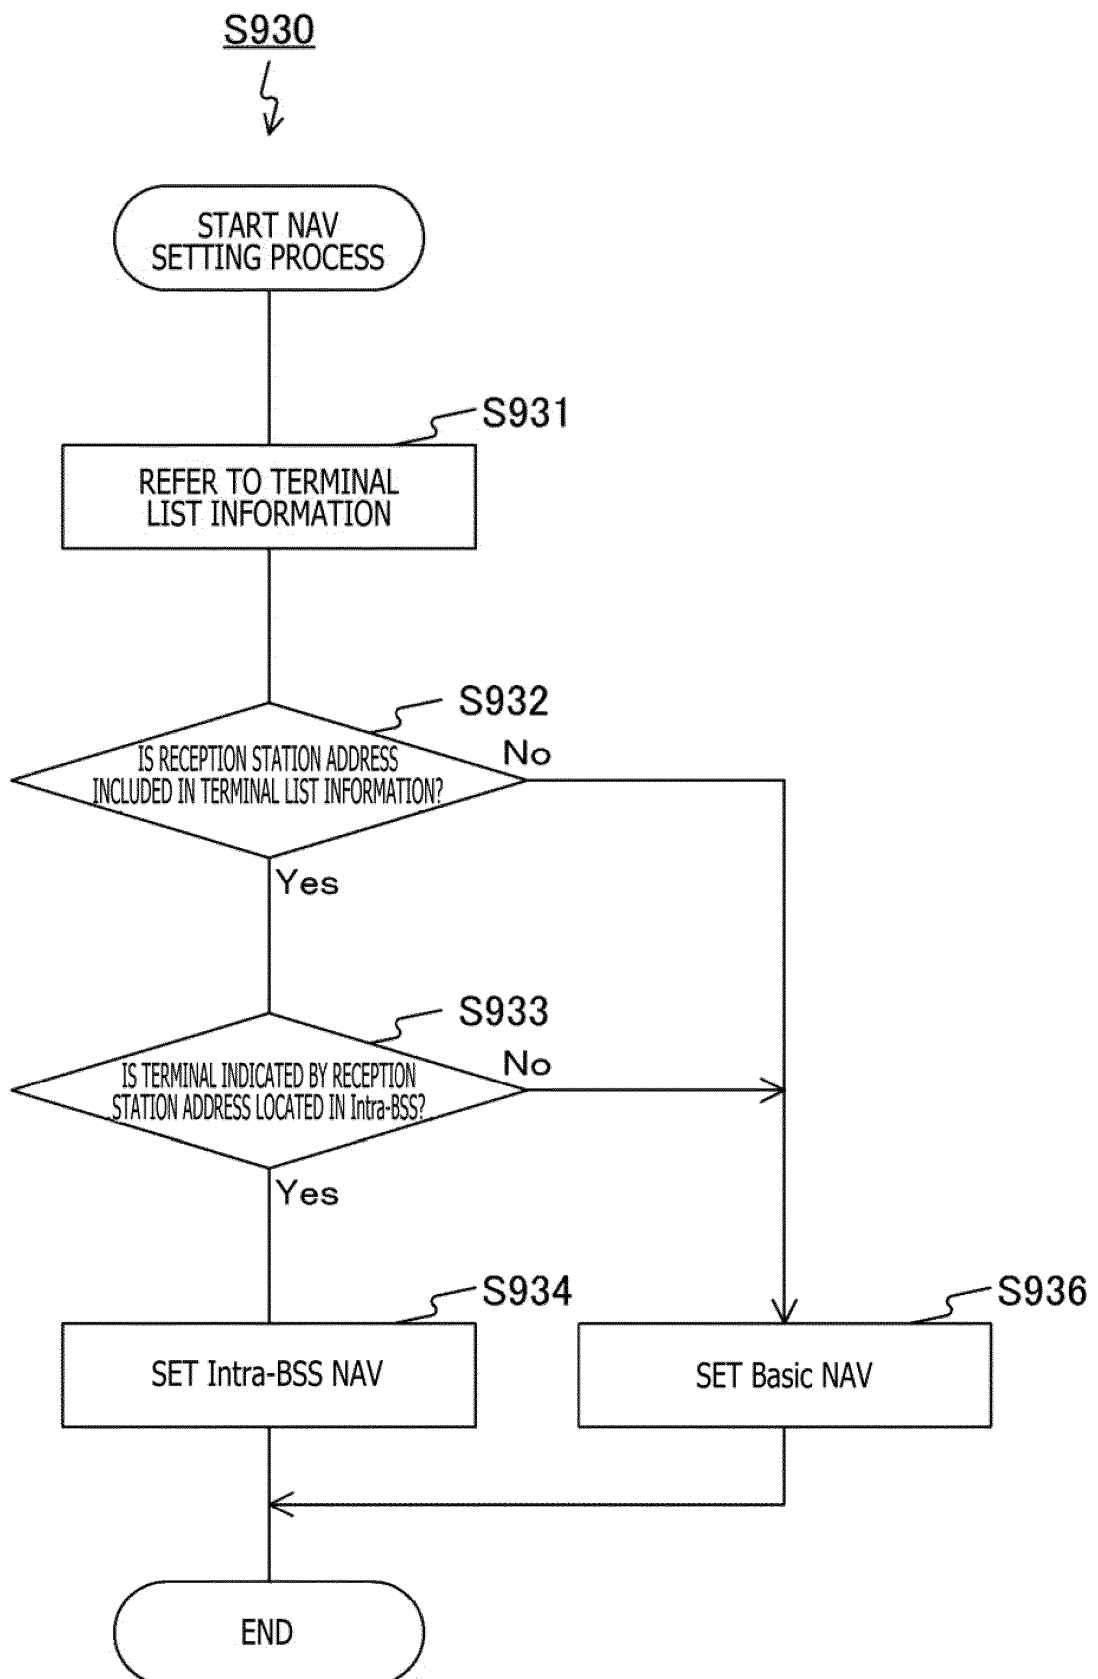 S930
START NAV
SETTING PROCESS
S931
REFER TO TERMINAL
LIST INFORMATION
S932
IS RECEPTION STATION ADDRESS
INCLUDED IN TERMINAL LIST INFORMATION?
No
Yes
S933
IS TERMINAL INDICATED BY RECEPTION
STATION ADDRESS LOCATED IN Intra-BSS?
No
Yes
S934
SET Intra-BSS NAV
S936
SET Basic NAV
END